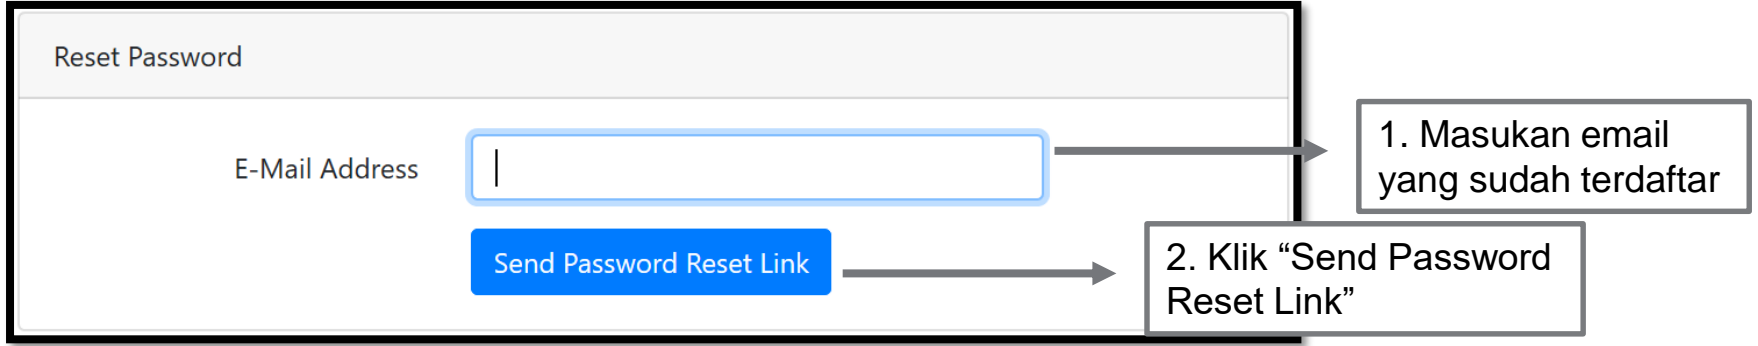 Reset Password
E-Mail Address
1. Masukan email
yang sudah terdaftar
Send Password Reset Link
2. Klik “Send Password
Reset Link”